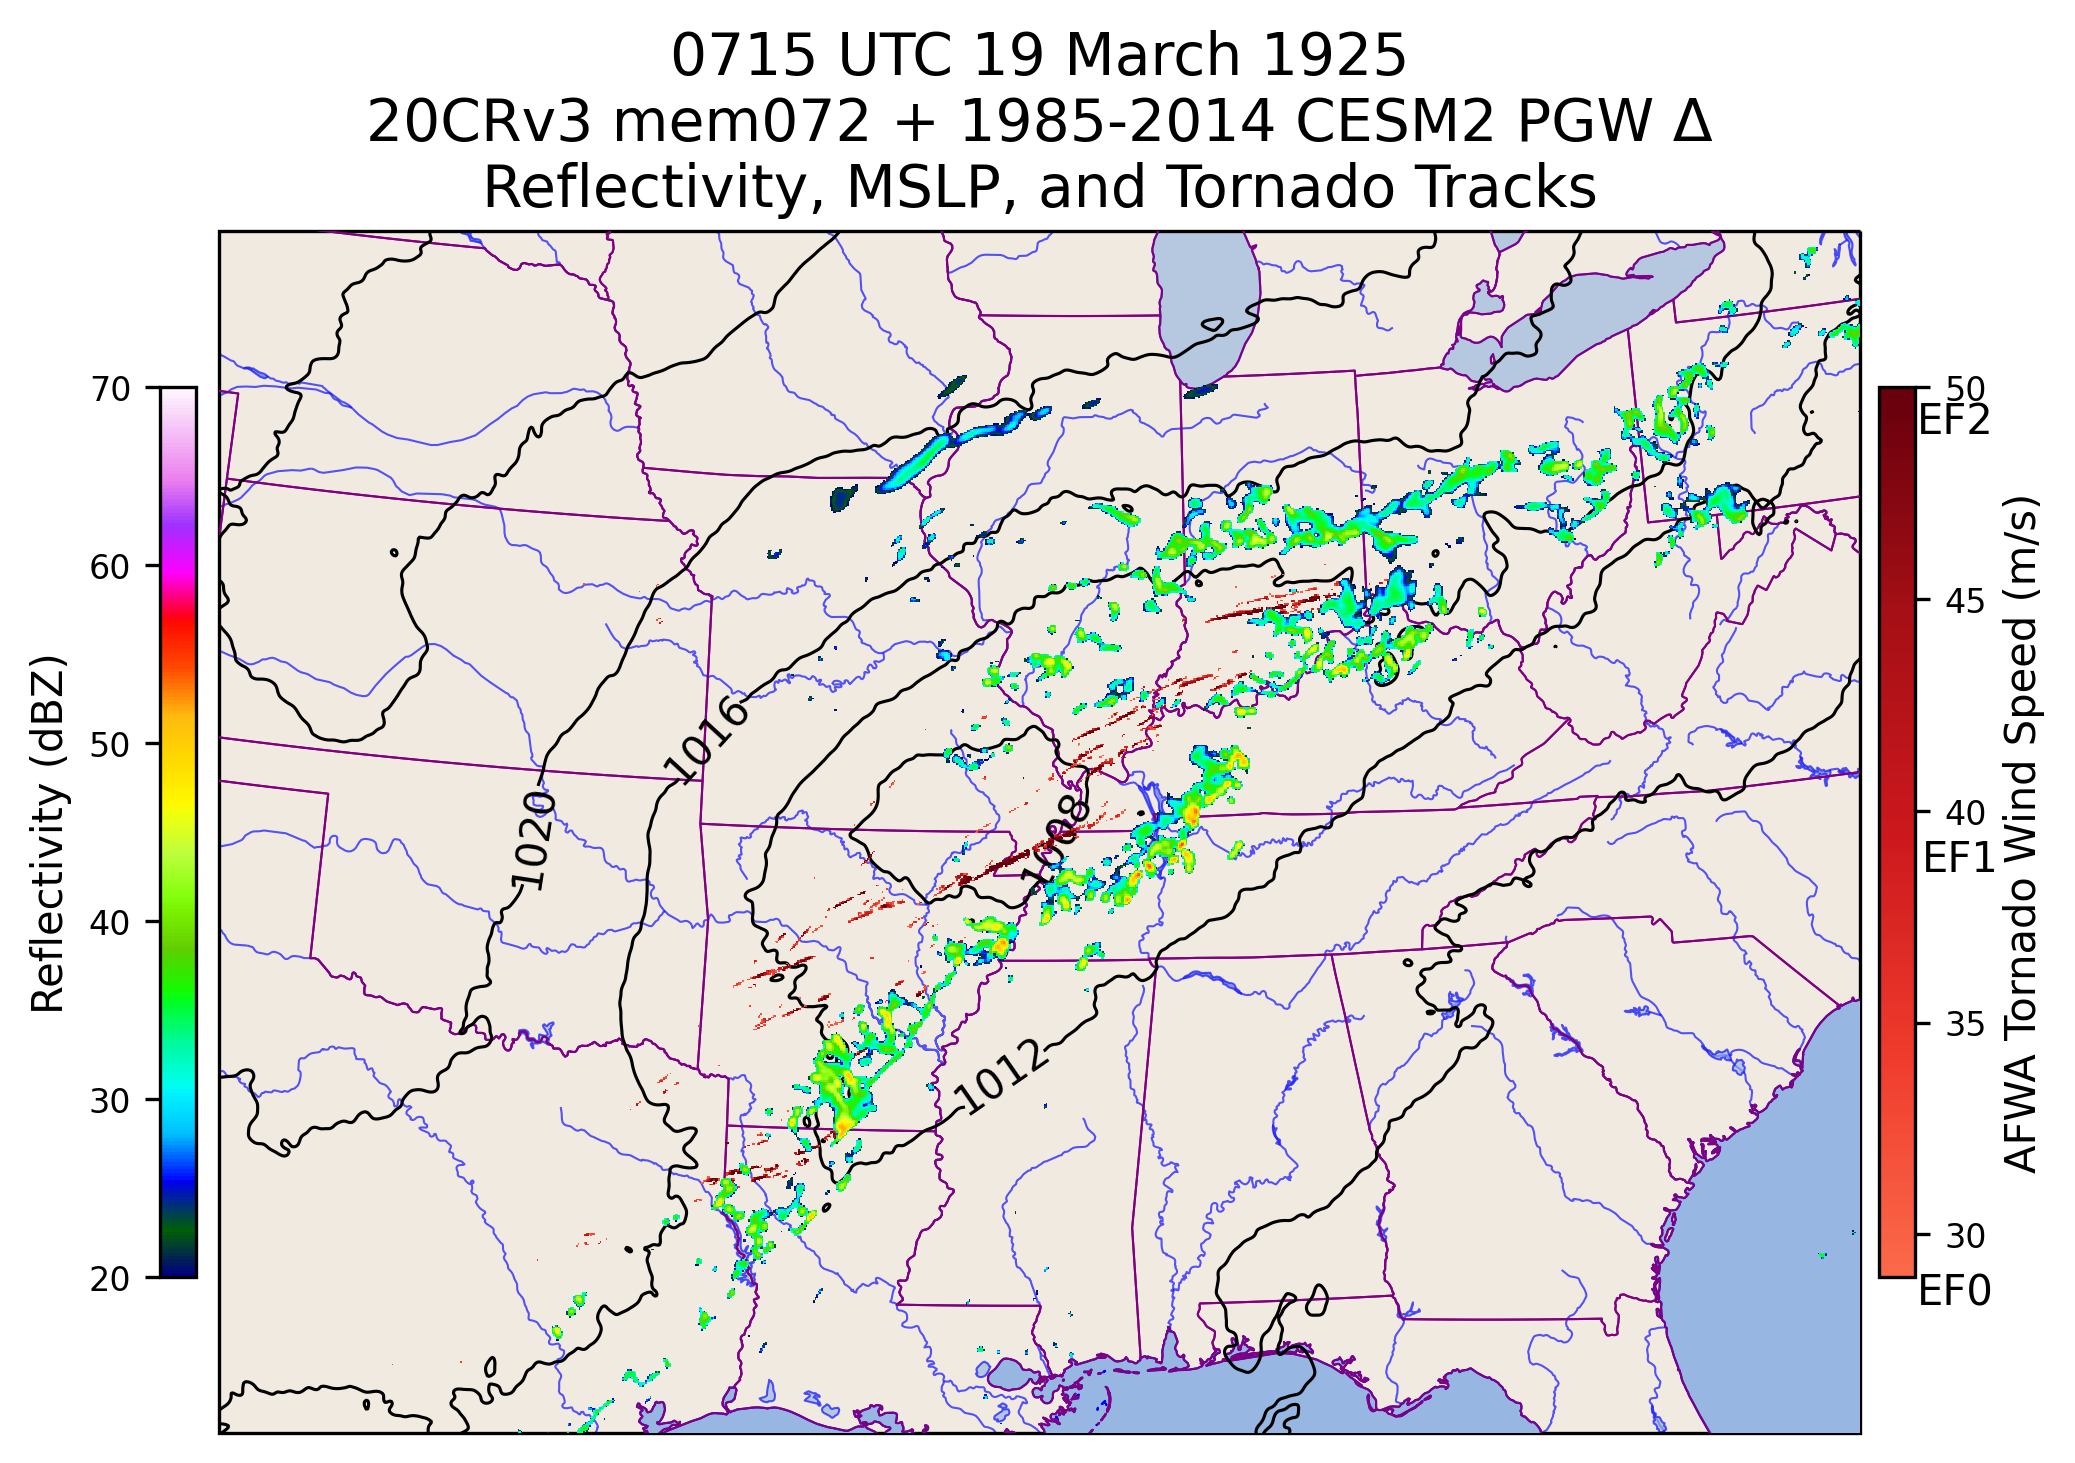 0715 UTC 19 March 1925
20CRv3 mem072 + 1985-2014 CESM2 PGW Δ
Reflectivity, MSLP, and Tornado Tracks
70
60
50
40
30
20
Reflectivity (dBZ)
1016
1020
1008
1012
50
EF2
45
40
EF1
35
30
EF0
AFWA Tornado Wind Speed (m/s)